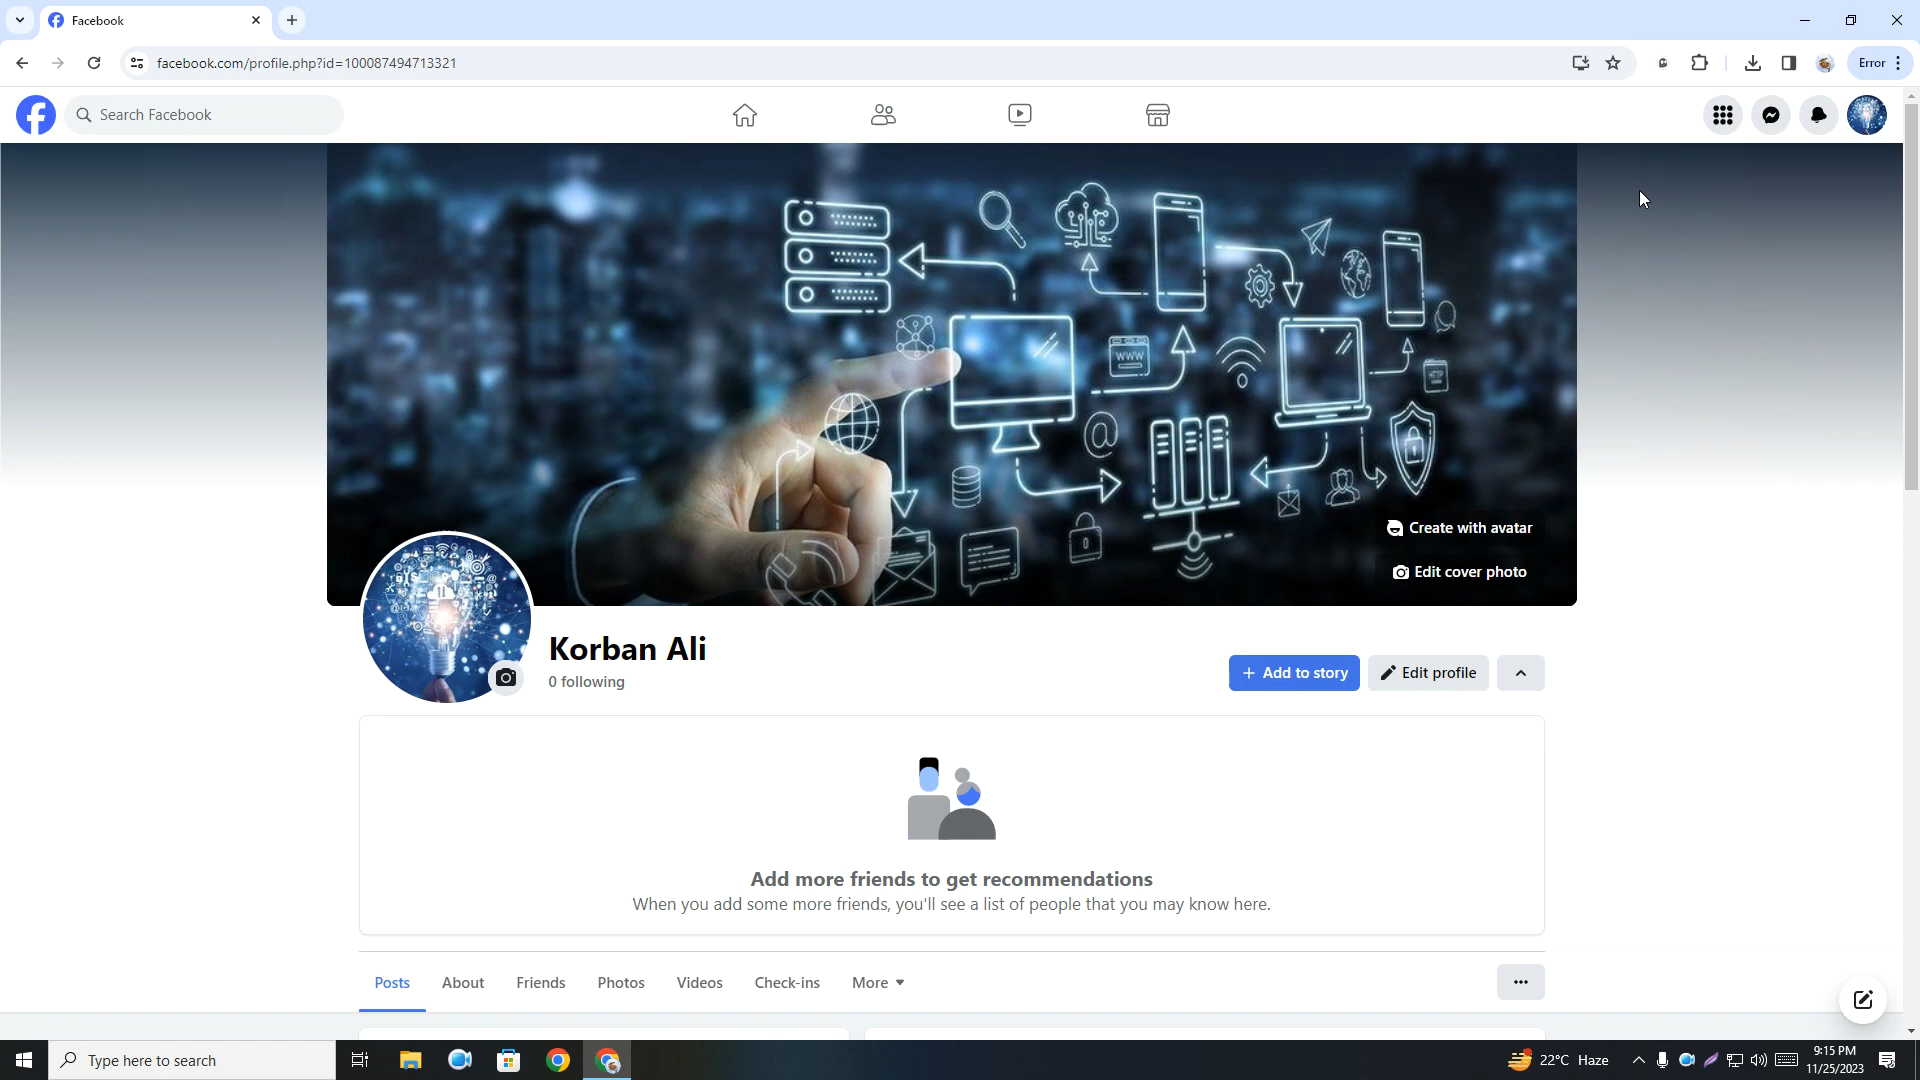 Facebook
facebook.com/profile.php?id=100087494713321
Error
Search Facebook
WWW
Create with avatar
Edit cover photo
Korban Ali
0 following
+ Add to story
Edit profile
Add more friends to get recommendations
When you add some more friends, you'll see a list of people that you may know here.
Posts
About
Friends
Photos
Videos
Check-ins
More
Type here to search
22°C Haze
9:15 PM
11/25/2023